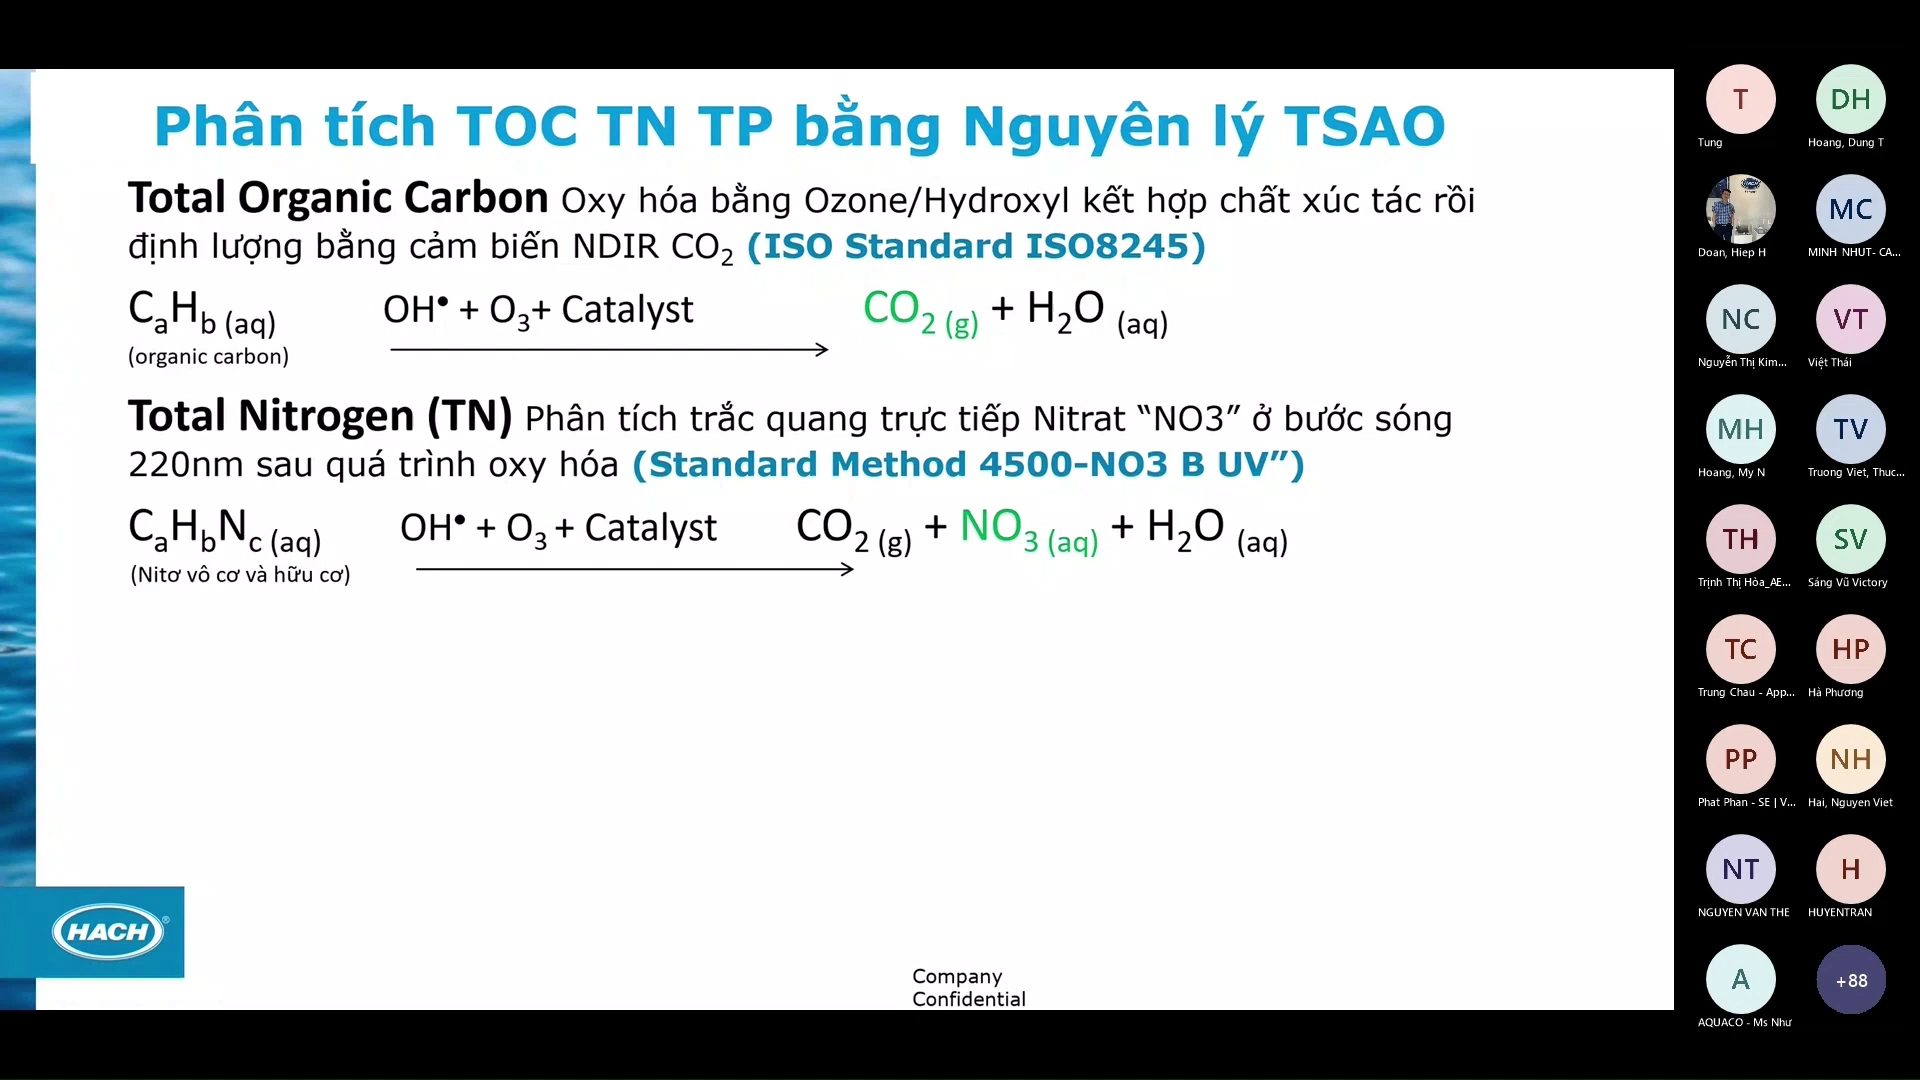 Phân tích TOC TN TP bằng Nguyên lý TSAO
Total Organic Carbon Oxy hóa bằng Ozone/Hydroxyl kết hợp chất xúc tác rồi
định lượng bằng cảm biến NDIR CO2 (ISO Standard ISO8245)
CaHb (aq) OH• + O3+ Catalyst CO2 (g) + H2O (aq)
(organic carbon)
Total Nitrogen (TN) Phân tích trắc quang trực tiếp Nitrat “NO3” ở bước sóng
220nm sau quá trình oxy hóa (Standard Method 4500-NO3 B UV”)
CaHbNc (aq) OH• + O3 + Catalyst CO2 (g) + NO3 (aq) + H2O (aq)
(Nitơ vô cơ và hữu cơ)
HACH®
Company
Confidential
T DH
Tung Hoang, Dung T
MC
Doan, Hiep H MINH NHUT- CA...
NC VT
Nguyễn Thị Kim... Việt Thái
MH TV
Hoang, My N Truong Viet, Thuc...
TH SV
Trịnh Thị Hòa_AE... Sáng Vũ Victory
TC HP
Trung Chau - App... Hà Phương
PP NH
Phat Phan - SE | V... Hai, Nguyen Viet
NT H
NGUYEN VAN THE HUYENTRAN
A +88
AQUACO - Ms Như